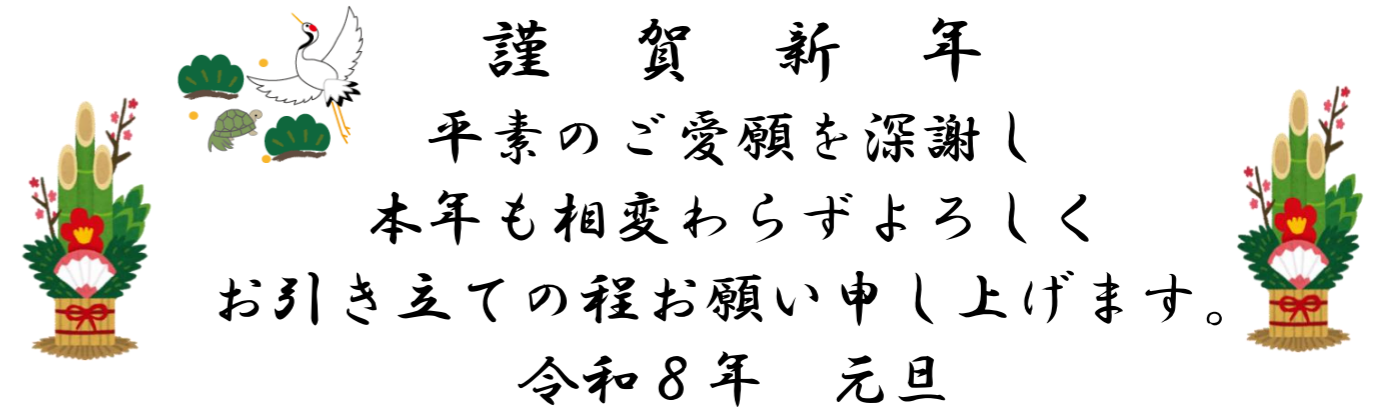 謹　賀　新　年
平素のご愛願を深謝し
本年も相変わらずよろしく
お引き立ての程お願い申し上げます。
令和８年　元旦